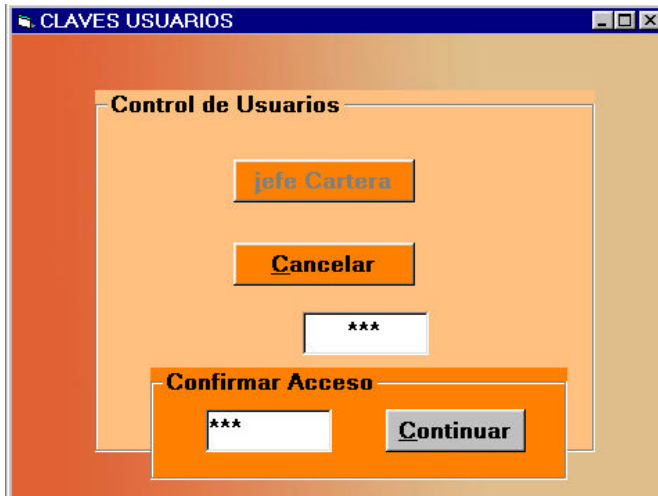 CLAVES USUARIOS
Control de Usuarios
jefe Cartera
Cancelar
***
Confirmar Acceso
*** Continuar